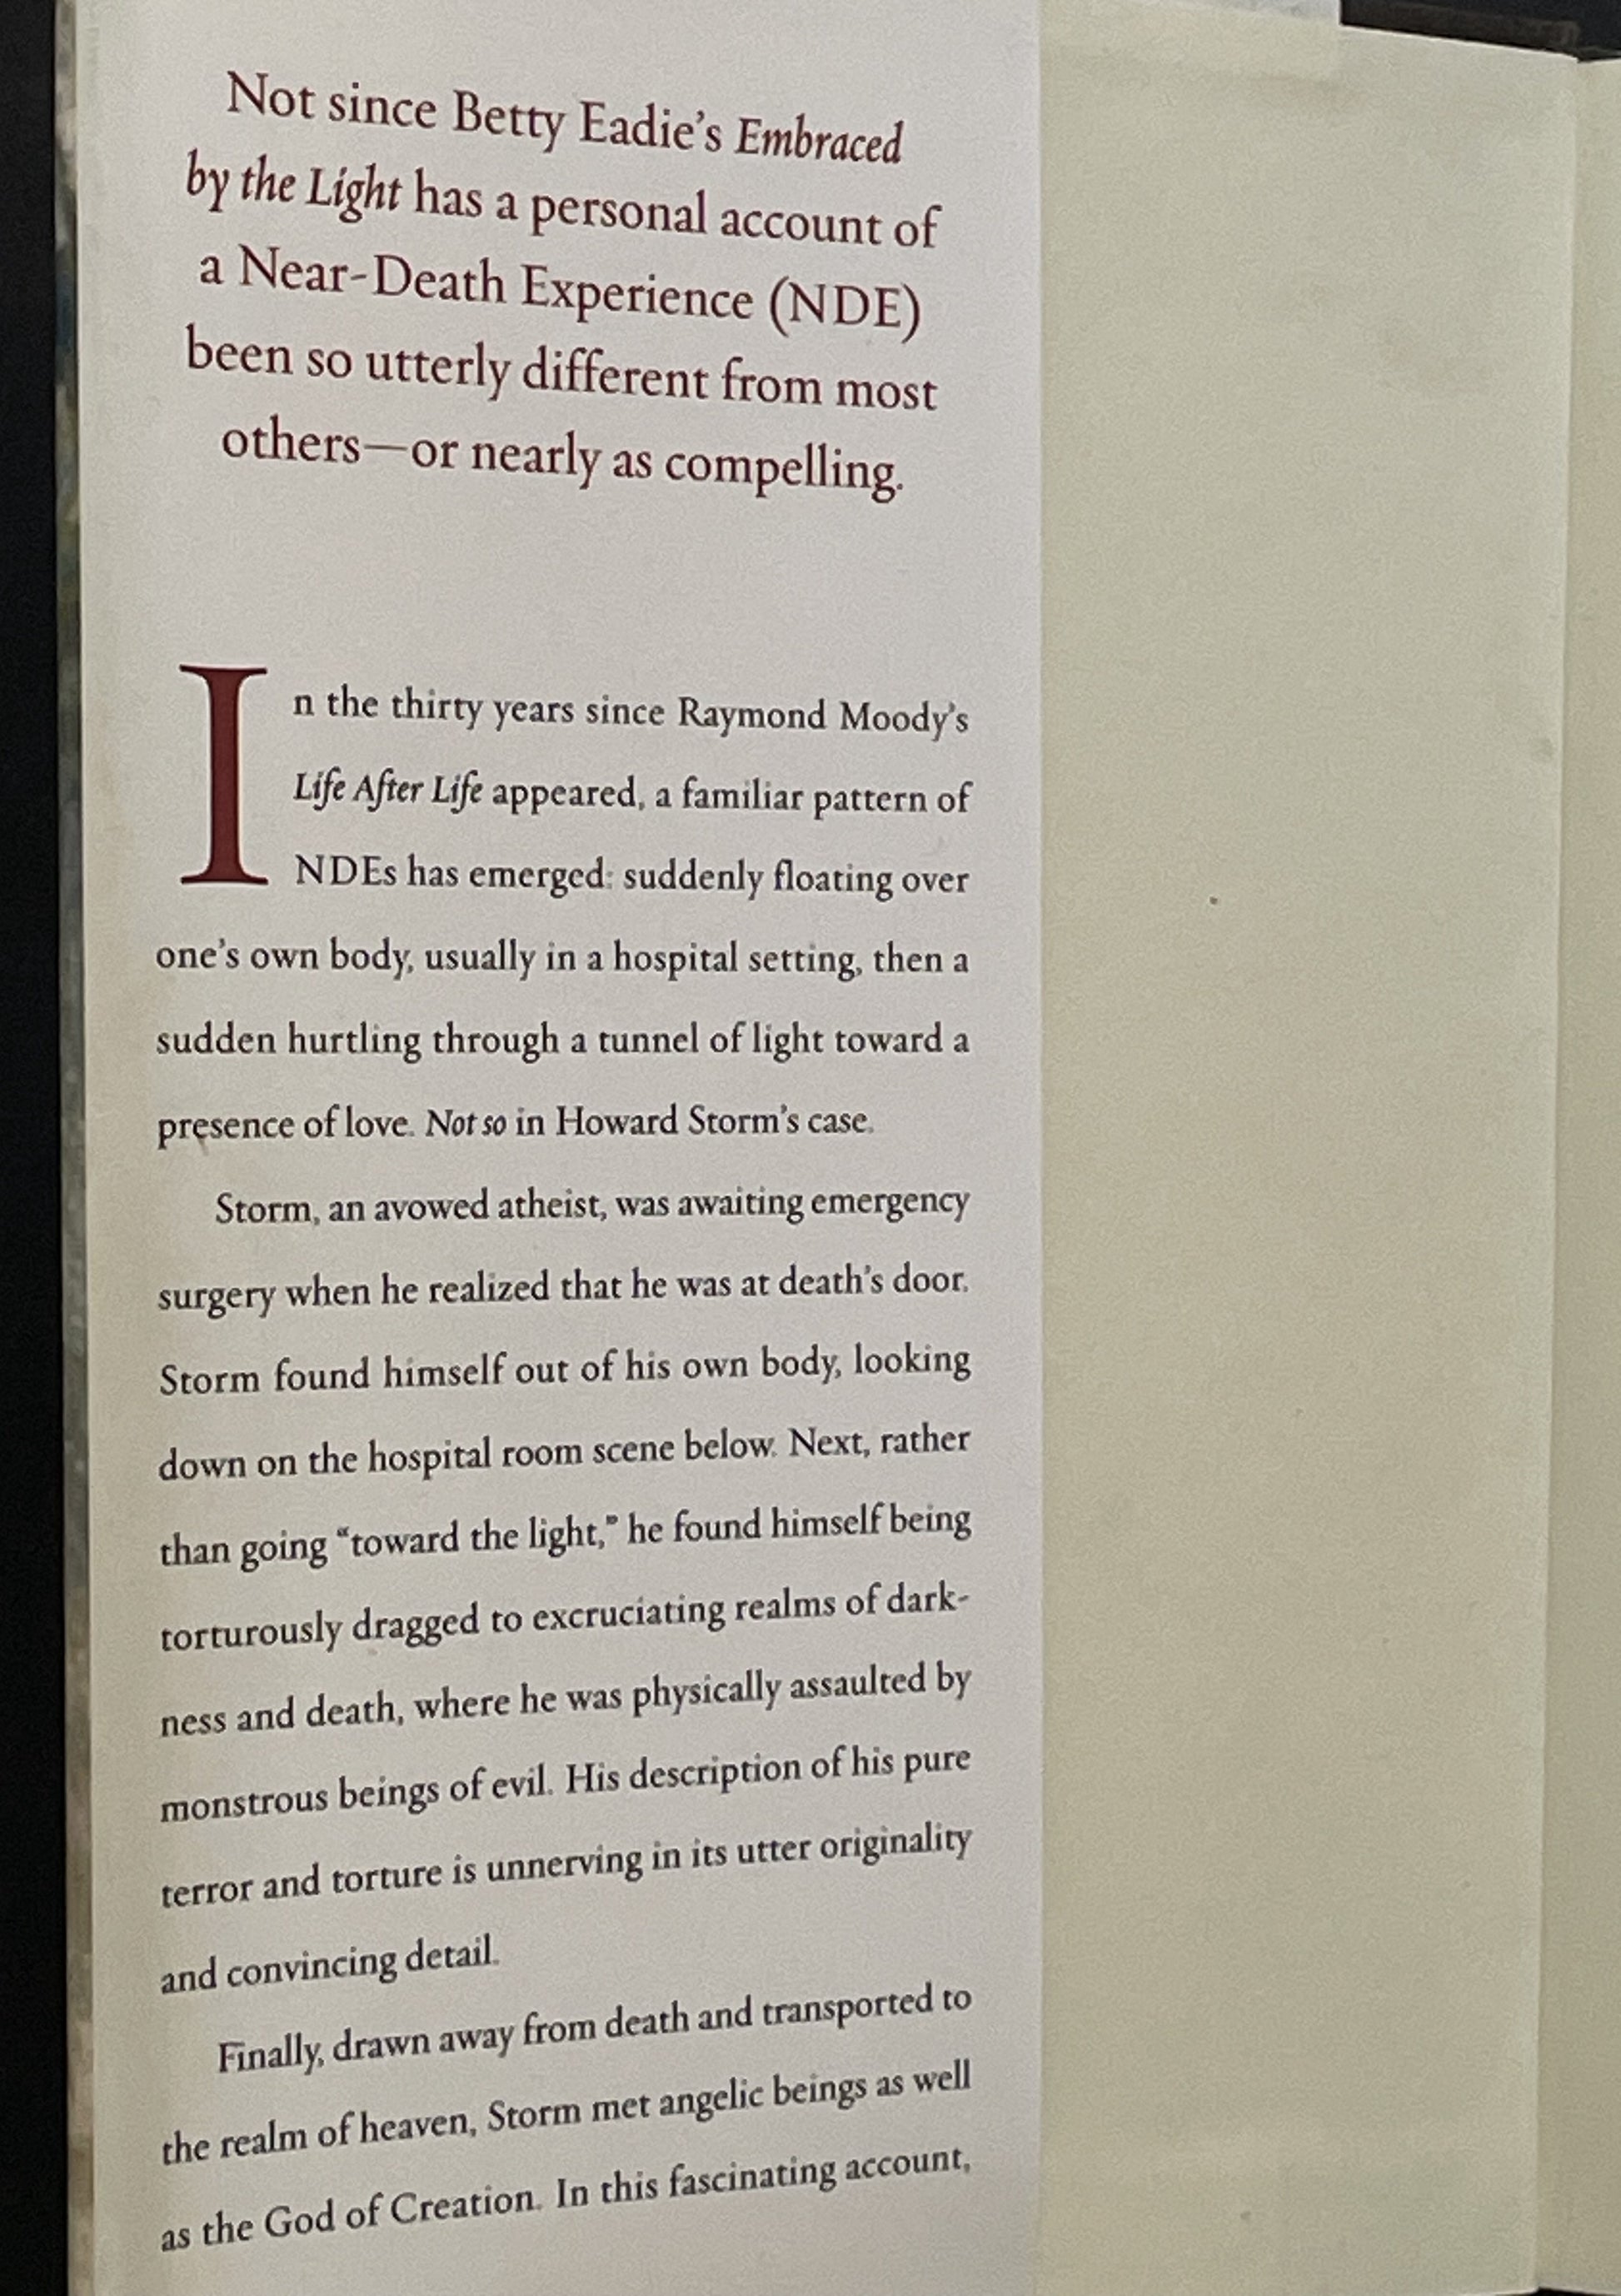 Not since Betty Eadie's Embraced
by the Light has a personal account of
a Near-Death Experience (NDE)
been so utterly different from most
others—or nearly as compelling.
In the thirty years since Raymond Moody's
Life After Life appeared, a familiar pattern of
NDEs has emerged: suddenly floating over
one's own body, usually in a hospital setting, then a
sudden hurtling through a tunnel of light toward a
presence of love. Not so in Howard Storm's case.
Storm, an avowed atheist, was awaiting emergency
surgery when he realized that he was at death's door.
Storm found himself out of his own body, looking
down on the hospital room scene below. Next, rather
than going "toward the light," he found himself being
torturously dragged to excruciating realms of dark-
ness and death, where he was physically assaulted by
monstrous beings of evil. His description of his pure
terror and torture is unnerving in its utter originality
and convincing detail.
Finally, drawn away from death and transported to
the realm of heaven, Storm met angelic beings as well
as the God of Creation. In this fascinating account,